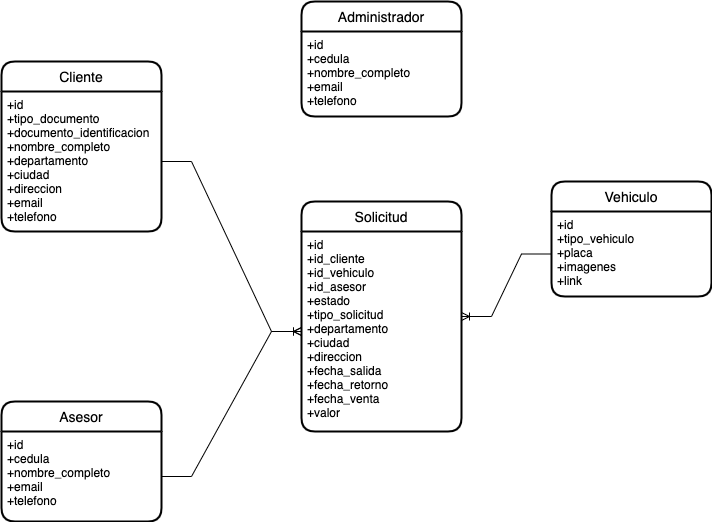 Administrador
+id
+cedula
+nombre_completo
+email
+telefono
Cliente
+id
+tipo_documento
+documento_identificacion
+nombre_completo
+departamento
+ciudad
+direccion
+email
+telefono
Solicitud
+id
+id_cliente
+id_vehiculo
+id_asesor
+estado
+tipo_solicitud
+departamento
+ciudad
+direccion
+fecha_salida
+fecha_retorno
+fecha_venta
+valor
Vehiculo
+id
+tipo_vehiculo
+placa
+imagenes
+link
Asesor
+id
+cedula
+nombre_completo
+email
+telefono